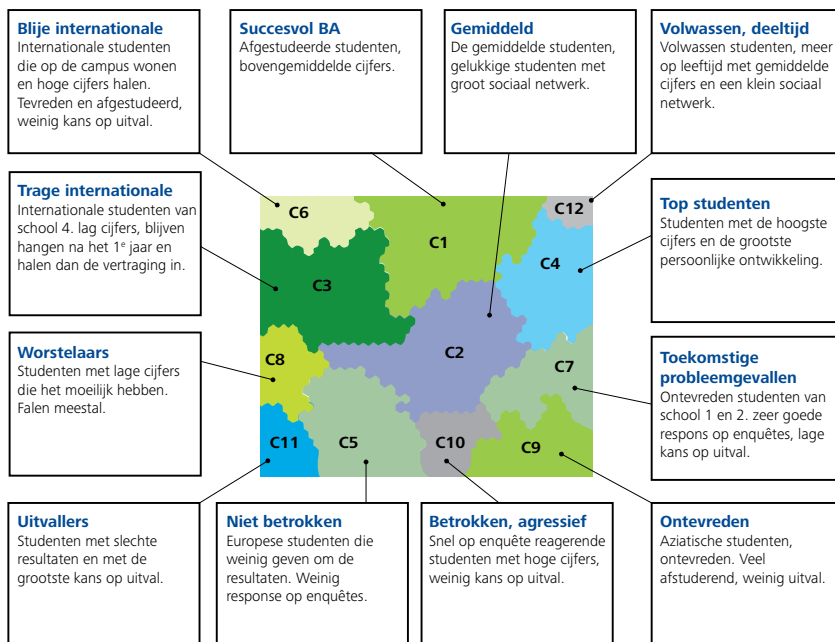 Blije internationale
Internationale studenten
die op de campus wonen
en hoge cijfers halen.
Tevreden en afgestudeerd,
weinig kans op uitval.
Succesvol BA
Afgestudeerde studenten,
bovengemiddelde cijfers.
Gemiddeld
De gemiddelde studenten,
gelukkige studenten met
groot sociaal netwerk.
Volwassen, deeltijd
Volwassen studenten, meer
op leeftijd met gemiddelde
cijfers en een klein sociaal
netwerk.
Trage internationale
Internationale studenten van
school 4. lag cijfers, blijven
hangen na het 1e jaar en
halen dan de vertraging in.
Top studenten
Studenten met de hoogste
cijfers en de grootste
persoonlijke ontwikkeling.
C6
C1
C12
C3
C4
C2
C8
C7
C11
C5
C10
C9
Worstelaars
Studenten met lage cijfers
die het moeilijk hebben.
Falen meestal.
Toekomstige
probleemgevallen
Ontevreden studenten van
school 1 en 2. zeer goede
respons op enquêtes, lage
kans op uitval.
Uitvallers
Studenten met slechte
resultaten en met de
grootste kans op uitval.
Niet betrokken
Europese studenten die
weinig geven om de
resultaten. Weinig
response op enquêtes.
Betrokken, agressief
Snel op enquête reagerende
studenten met hoge cijfers,
weinig kans op uitval.
Ontevreden
Aziatische studenten,
ontevreden. Veel
afstuderend, weinig uitval.